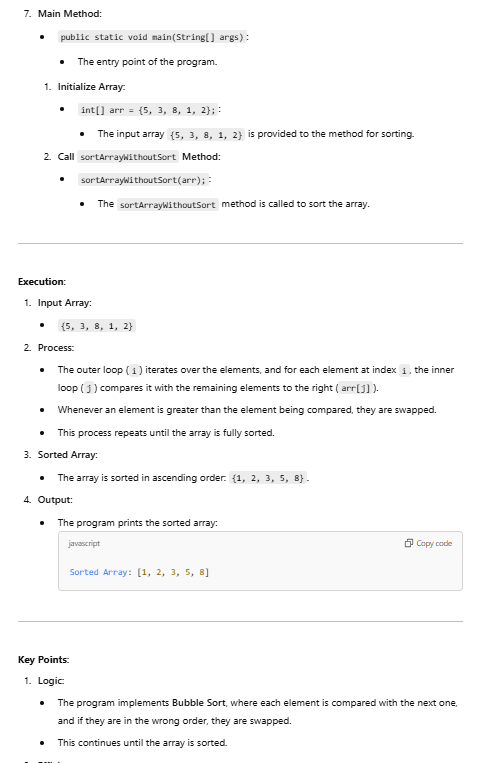 7. Main Method:
• public static void main(String[] args):
• The entry point of the program.
1. Initialize Array:
• int[] arr = {5, 3, 8, 1, 2};:
• The input array {5, 3, 8, 1, 2} is provided to the method for sorting.
2. Call sortArrayWithoutSort Method:
• sortArrayWithoutSort(arr);:
• The sortArrayWithoutSort method is called to sort the array.
Execution:
1. Input Array:
• {5, 3, 8, 1, 2}
2. Process:
• The outer loop (i) iterates over the elements, and for each element at index i, the inner
loop (j) compares it with the remaining elements to the right (arr[j]).
• Whenever an element is greater than the element being compared, they are swapped.
• This process repeats until the array is fully sorted.
3. Sorted Array:
• The array is sorted in ascending order: {1, 2, 3, 5, 8}.
4. Output:
• The program prints the sorted array:
javascript Copy code
Sorted Array: [1, 2, 3, 5, 8]
Key Points:
1. Logic:
• The program implements Bubble Sort, where each element is compared with the next one,
and if they are in the wrong order, they are swapped.
• This continues until the array is sorted.